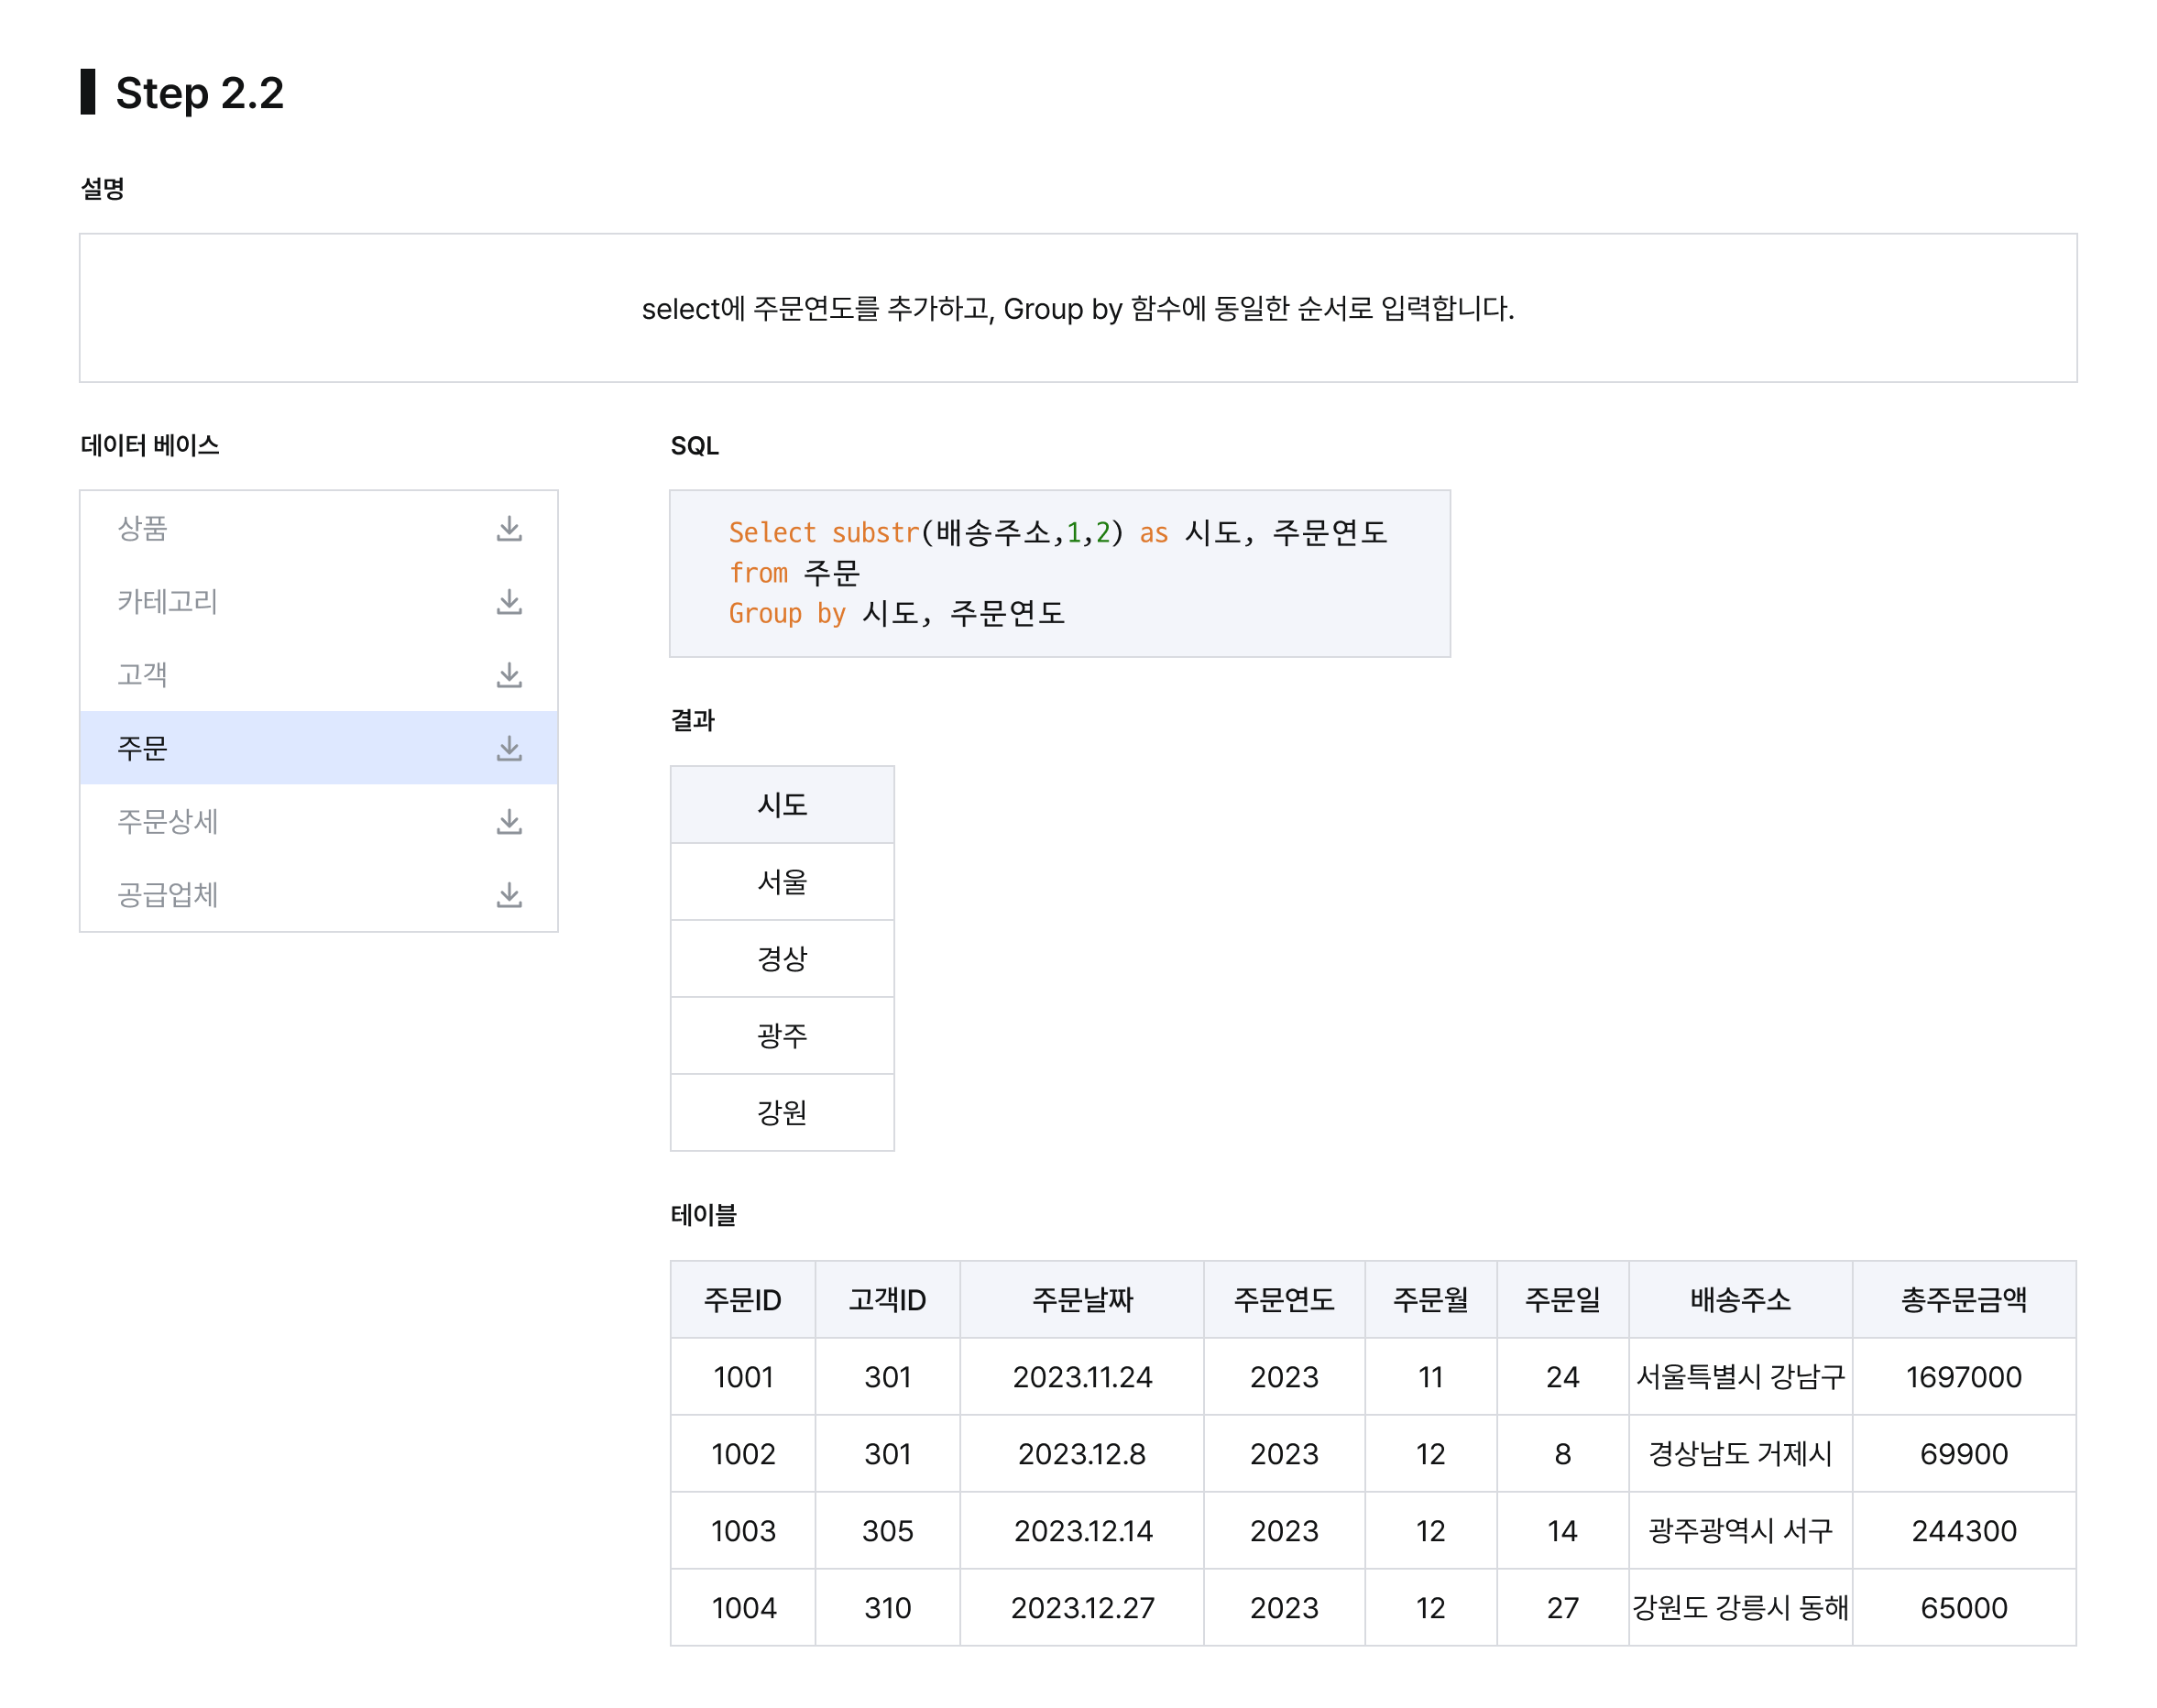 Step 2.2
설명
select에 주문연도를 추가하고, Group by 함수에 동일한 순서로 입력합니다.
데이터 베이스
상품
카테고리
고객
주문
주문상세
공급업체
SQL
Select substr(배송주소,1,2) as 시도, 주문연도
from 주문
Group by 시도, 주문연도
결과
시도
서울
경상
광주
강원
테이블
주문ID 고객ID 주문날짜 주문연도 주문월 주문일 배송주소 총주문금액
1001 301 2023.11.24 2023 11 24 서울특별시 강남구 1697000
1002 301 2023.12.8 2023 12 8 경상남도 거제시 69900
1003 305 2023.12.14 2023 12 14 광주광역시 서구 244300
1004 310 2023.12.27 2023 12 27 강원도 강릉시 동해 65000